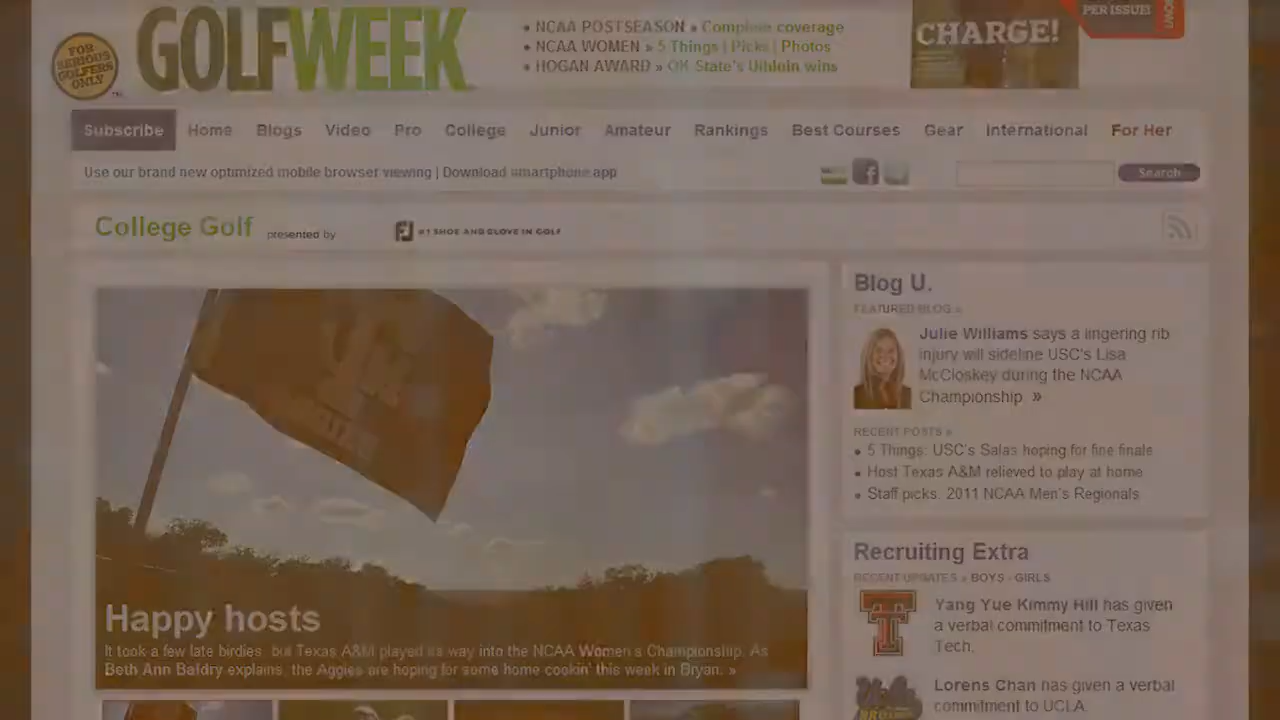 FOR
SERIOUS
GOLFERS
ONLY
GOLFWEEK
• NCAA POSTSEASON » Complete coverage
• NCAA WOMEN » 5 Things | Picks | Photos
• HOGAN AWARD » OK State's Uihlein wins
CHARGE!
PER ISSUE!
Subscribe Home Blogs Video Pro College Junior Amateur Rankings Best Courses Gear International For Her
Use our brand new optimized mobile browser viewing | Download smartphone app
Search
College Golf presented by
FJ #1 SHOE AND GLOVE IN GOLF
Happy hosts
It took a few late birdies, but Texas A&M played its way into the NCAA Women's Championship. As
Beth Ann Baldry explains, the Aggies are hoping for some home cookin' this week in Bryan. »
Blog U.
FEATURED BLOG »
Julie Williams says a lingering rib
injury will sideline USC's Lisa
McCloskey during the NCAA
Championship. »
RECENT POSTS »
• 5 Things: USC's Salas hoping for fine finale
• Host Texas A&M relieved to play at home
• Staff picks: 2011 NCAA Men's Regionals
Recruiting Extra
RECENT UPDATES » BOYS · GIRLS
Yang Yue Kimmy Hill has given
a verbal commitment to Texas
Tech.
Lorens Chan has given a verbal
commitment to UCLA.